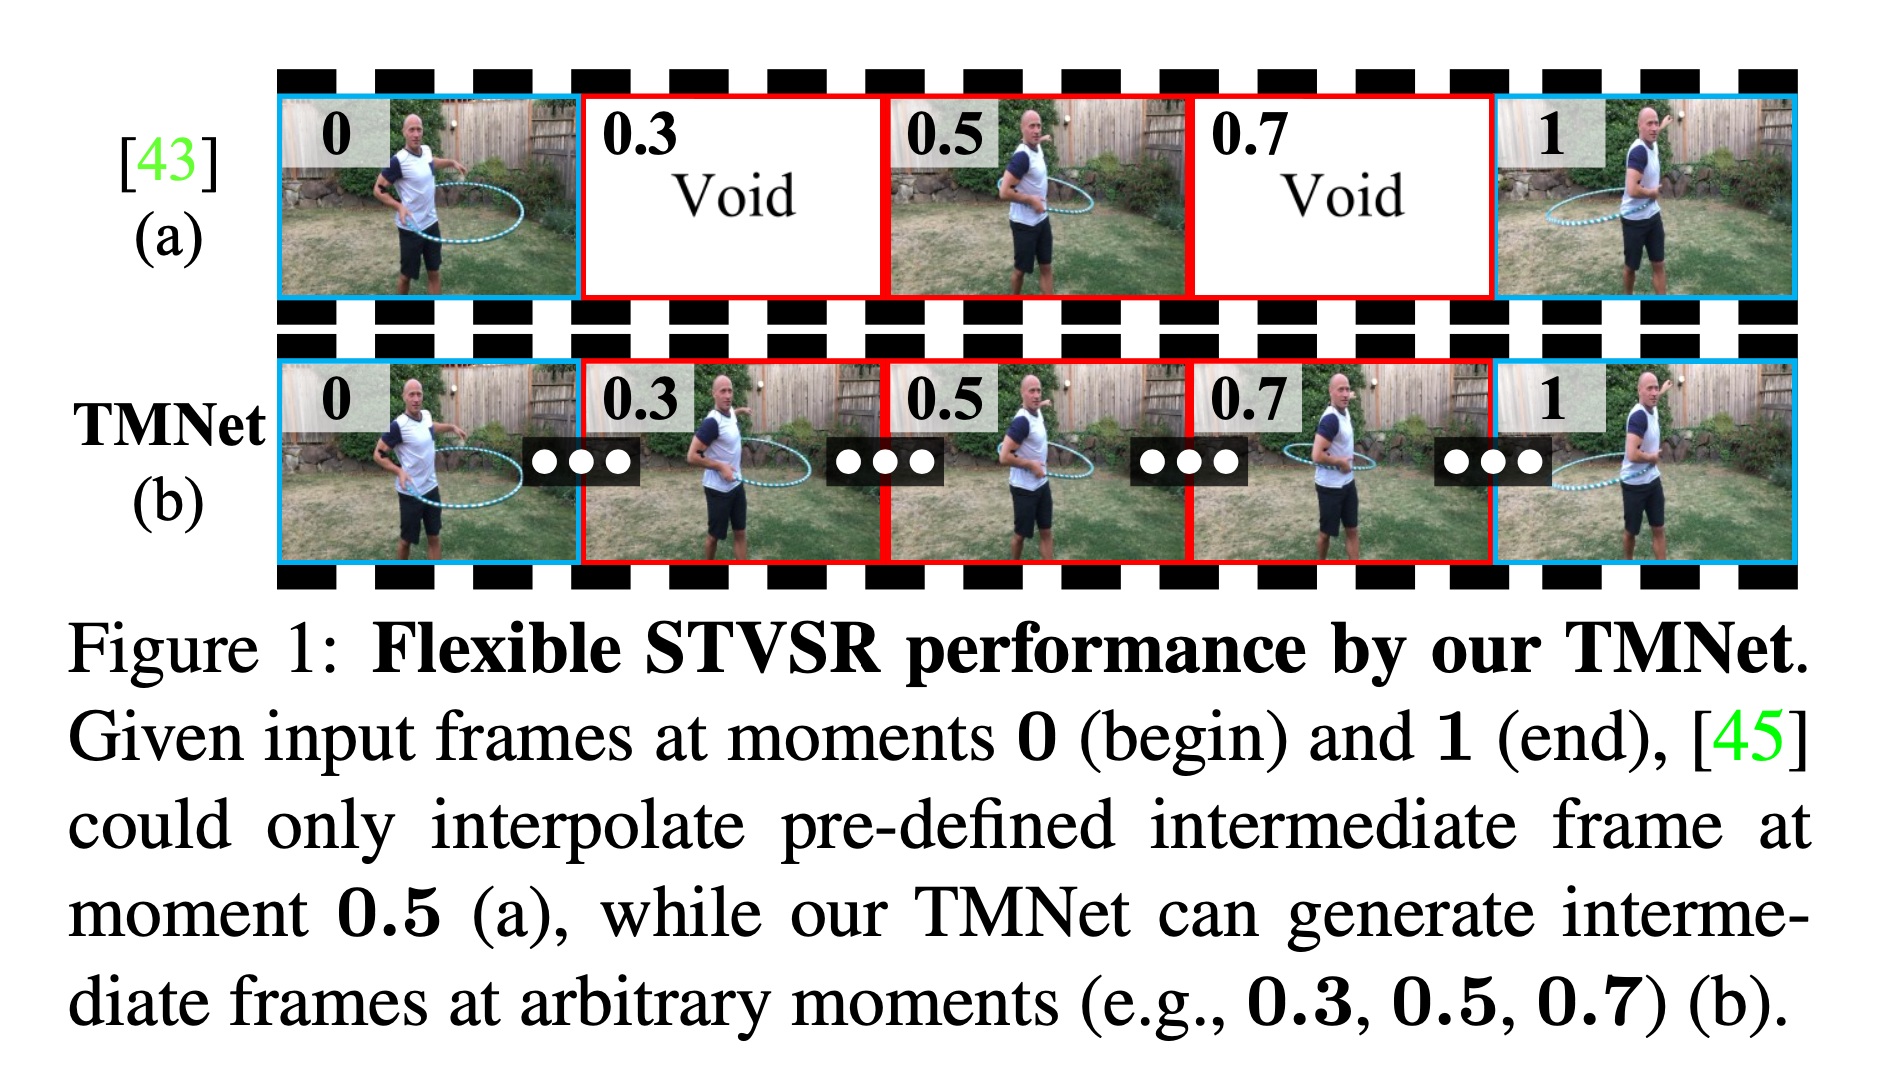 [43]
(a)
0
0.3
Void
0.5
0.7
Void
1
TMNet
(b)
0
0.3
0.5
0.7
1
Figure 1: Flexible STVSR performance by our TMNet.
Given input frames at moments 0 (begin) and 1 (end), [45]
could only interpolate pre-defined intermediate frame at
moment 0.5 (a), while our TMNet can generate interme-
diate frames at arbitrary moments (e.g., 0.3, 0.5, 0.7) (b).